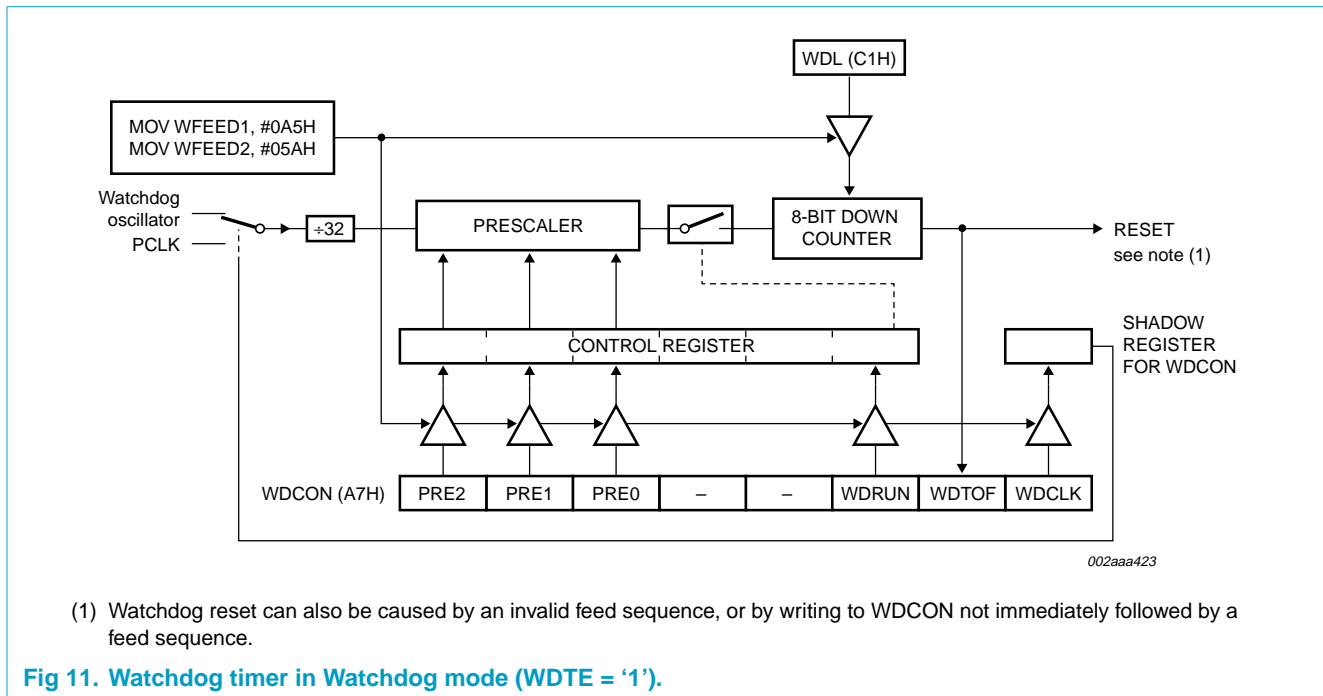 WDL (C1H)
MOV WFEED1, #0A5H
MOV WFEED2, #05AH
Watchdog
oscillator
PCLK
÷32
PRESCALER
8-BIT DOWN
COUNTER
RESET
see note (1)
CONTROL REGISTER
SHADOW
REGISTER
FOR WDCON
WDCON (A7H)
PRE2
PRE1
PRE0
–
–
WDRUN
WDTOF
WDCLK
002aaa423
(1) Watchdog reset can also be caused by an invalid feed sequence, or by writing to WDCON not immediately followed by a
feed sequence.
Fig 11. Watchdog timer in Watchdog mode (WDTE = ‘1’).